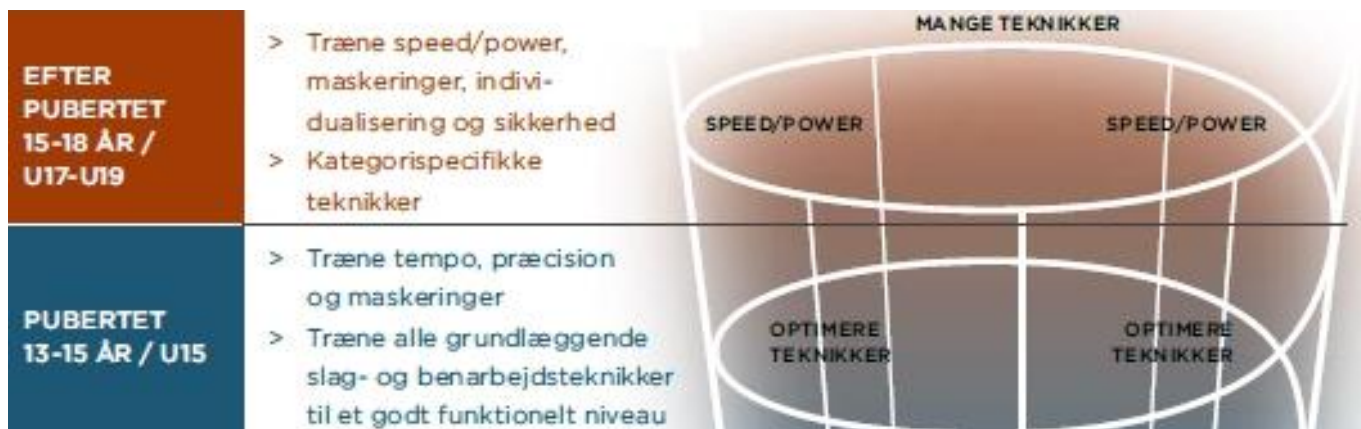 EFTER
PUBERTET
15-18 ÅR /
U17-U19
> Træne speed/power,
maskeringer, indivi-
dualisering og sikkerhed
> Kategorispecifikke
teknikker
MANGE TEKNIKKER
SPEED/POWER
SPEED/POWER
PUBERTET
13-15 ÅR / U15
> Træne tempo, præcision
og maskeringer
> Træne alle grundlæggende
slag- og benarbejdsteknikker
til et godt funktionelt niveau
OPTIMERE
TEKNIKKER
OPTIMERE
TEKNIKKER